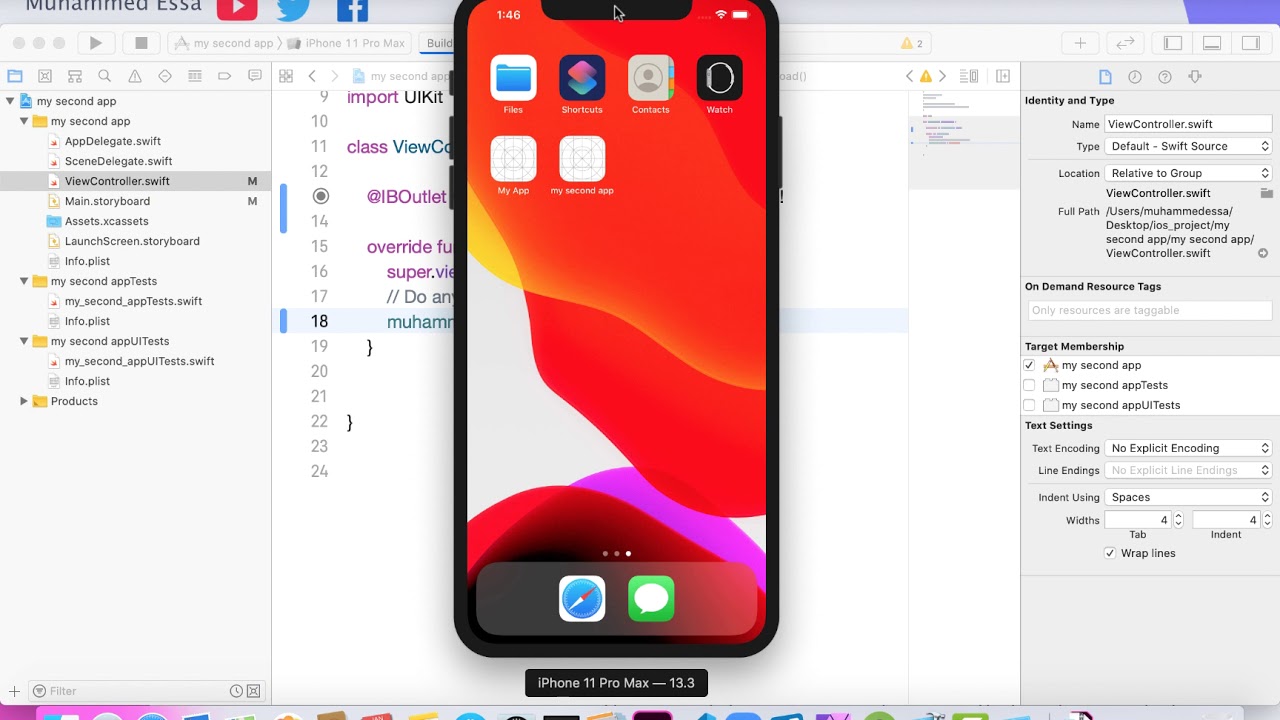 Muhammed Essa
my second app
iPhone 11 Pro Max
Build
2
my second app
load()
my second app
my second app
AppDelegate.swift
SceneDelegate.swift
ViewController.swift
M
Main.storyboard
M
Assets.xcassets
LaunchScreen.storyboard
Info.plist
my second appTests
my_second_appTests.swift
Info.plist
my second appUITests
my_second_appUITests.swift
Info.plist
Products
Filter
9
import UIKit
10
11
class ViewCo
12
@IBOutlet
!
14
15
override fu
16
super.vie
17
// Do any
18
muhamm
19
}
20
21
22
}
23
24
1:46
Files
Shortcuts
Contacts
Watch
My App
my second app
iPhone 11 Pro Max — 13.3
Identity and Type
Name
ViewController.swift
Type
Default - Swift Source
Location
Relative to Group
ViewController.swift
Full Path
/Users/muhammedessa/
Desktop/ios_project/my
second app/my second app/
ViewController.swift
On Demand Resource Tags
Only resources are taggable
Target Membership
my second app
my second appTests
my second appUITests
Text Settings
Text Encoding
No Explicit Encoding
Line Endings
No Explicit Line Endings
Indent Using
Spaces
Widths
4
4
Tab
Indent
Wrap lines